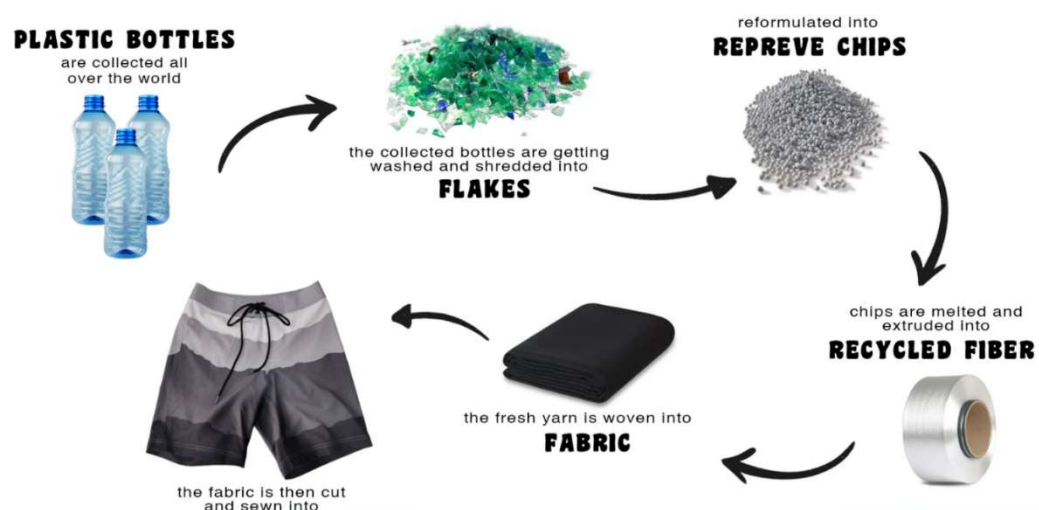 PLASTIC BOTTLES
are collected all
over the world
the collected bottles are getting
washed and shredded into
FLAKES
reformulated into
REPREVE CHIPS
chips are melted and
extruded into
RECYCLED FIBER
the fresh yarn is woven into
FABRIC
the fabric is then cut
and sewn into